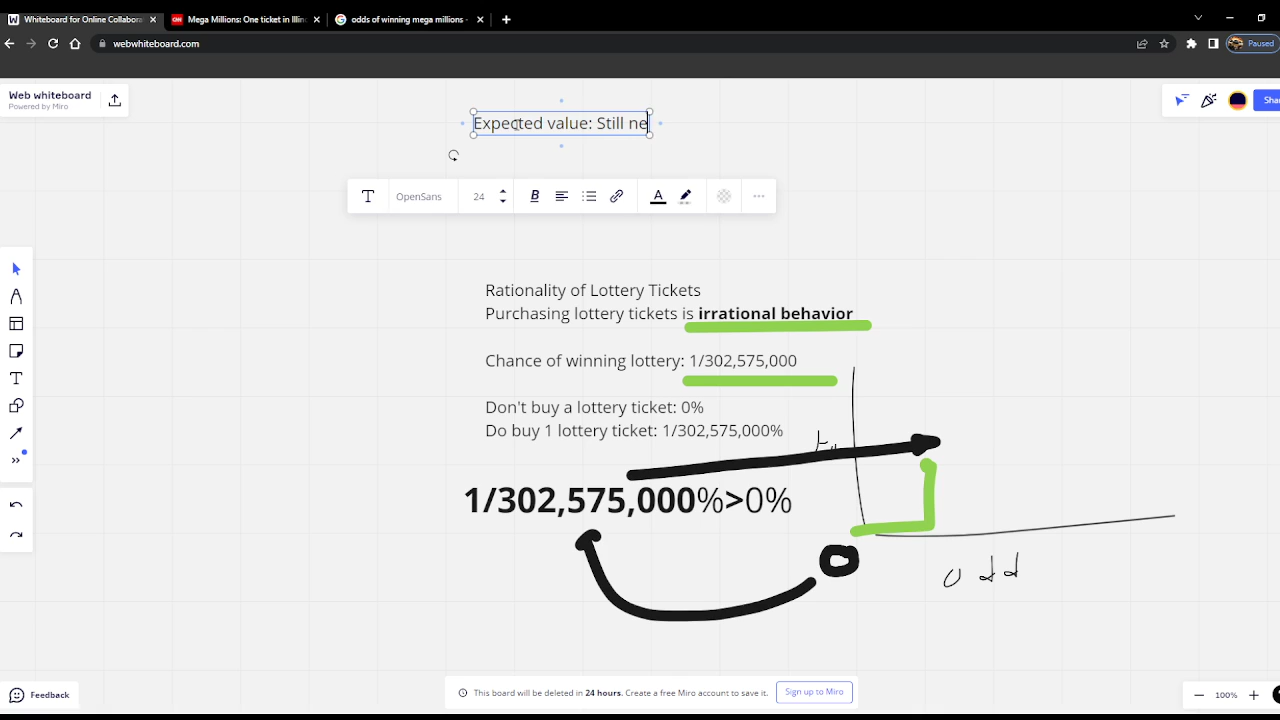 Whiteboard for Online Collabora
Mega Millions: One ticket in Illin
odds of winning mega millions -
webwhiteboard.com
Paused
Web whiteboard
Powered by Miro
Shar
Expected value: Still ne
OpenSans
24
B
A
Rationality of Lottery Tickets
Purchasing lottery tickets is irrational behavior
Chance of winning lottery: 1/302,575,000
Don't buy a lottery ticket: 0%
Do buy 1 lottery ticket: 1/302,575,000%
1/302,575,000%>0%
odd
Feedback
This board will be deleted in 24 hours. Create a free Miro account to save it.
Sign up to Miro
100%